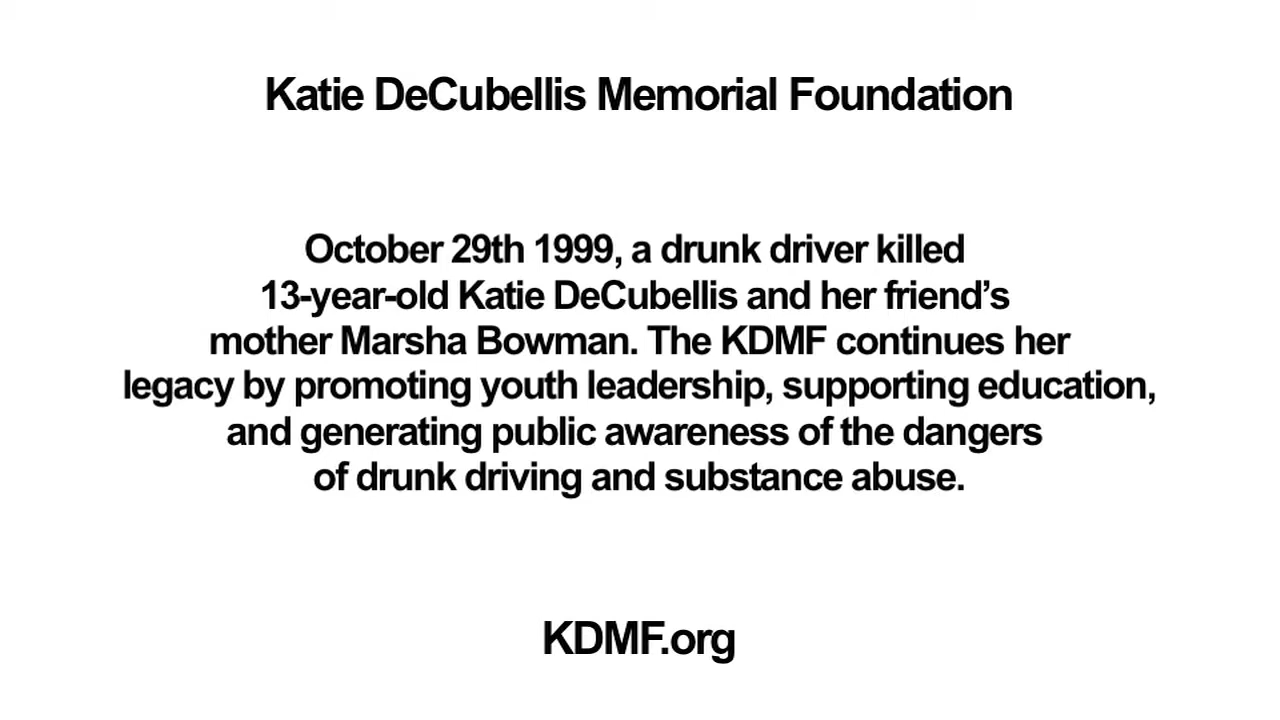 Katie DeCubellis Memorial Foundation
October 29th 1999, a drunk driver killed
13-year-old Katie DeCubellis and her friend’s
mother Marsha Bowman. The KDMF continues her
legacy by promoting youth leadership, supporting education,
and generating public awareness of the dangers
of drunk driving and substance abuse.
KDMF.org